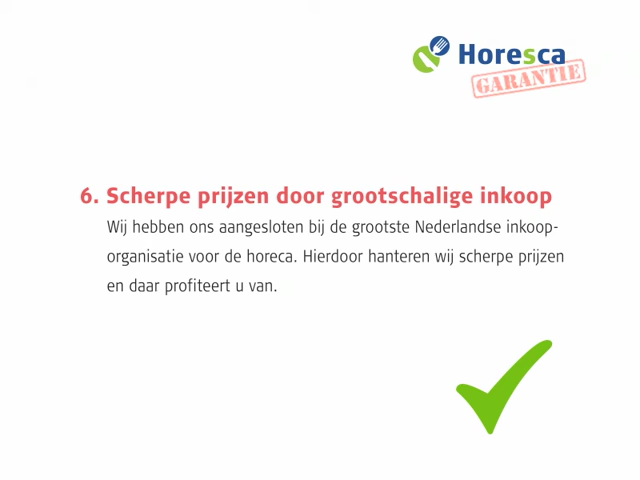 Horesca
GARANTIE
6. Scherpe prijzen door grootschalige inkoop
Wij hebben ons aangesloten bij de grootste Nederlandse inkoop-
organisatie voor de horeca. Hierdoor hanteren wij scherpe prijzen
en daar profiteert u van.